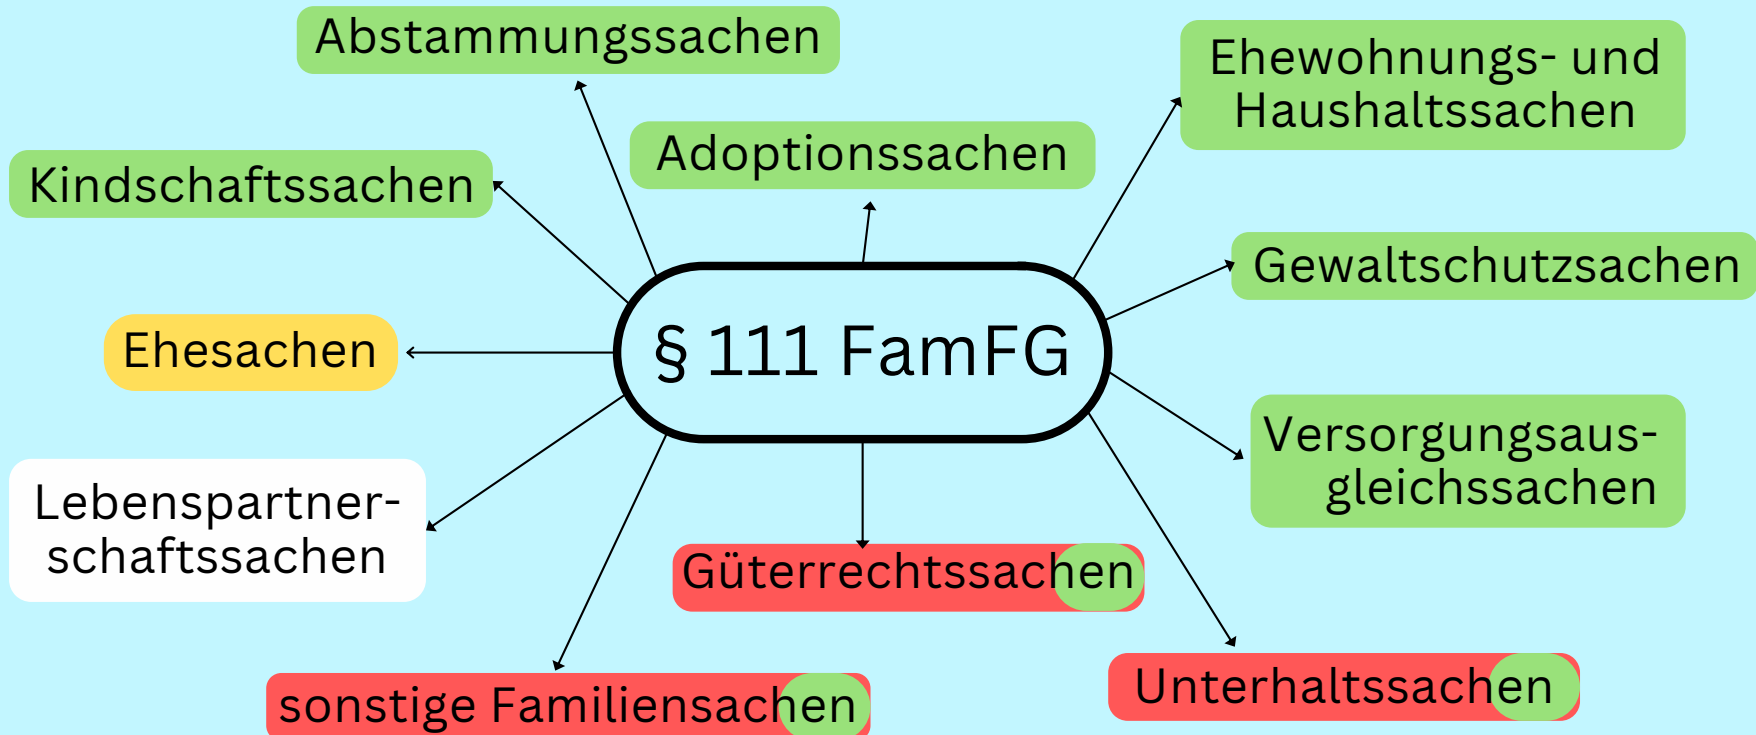 Abstammungssachen
Ehewohnungs- und
Haushaltssachen
Adoptionssachen
Kindschaftssachen
Gewaltschutzsachen
§ 111 FamFG
Ehesachen
Versorgungsaus-
gleichssachen
Lebenspartner-
schaftssachen
Güterrechtssachen
Unterhaltssachen
sonstige Familiensachen